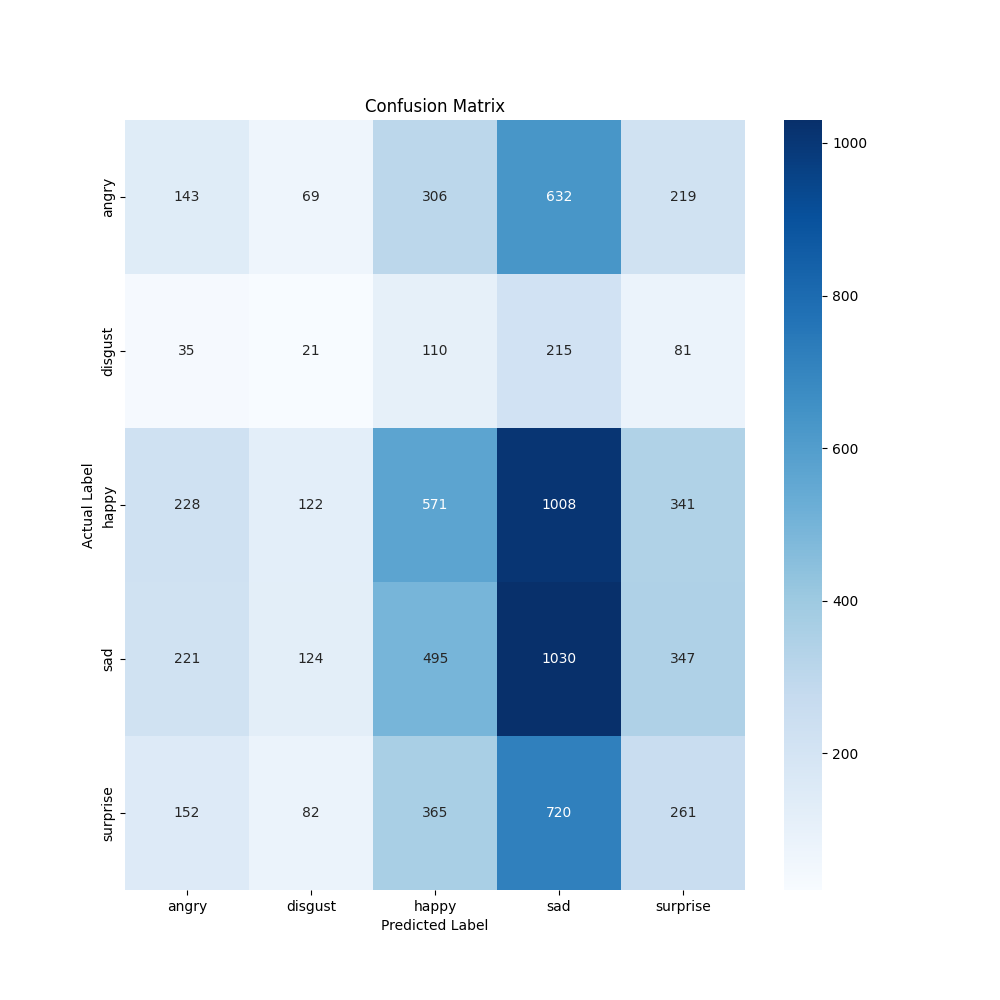 Confusion Matrix
angry 143 69 306 632 219
disgust 35 21 110 215 81
happy 228 122 571 1008 341
sad 221 124 495 1030 347
surprise 152 82 365 720 261
angry disgust happy sad surprise
Predicted Label
Actual Label
1000
800
600
400
200